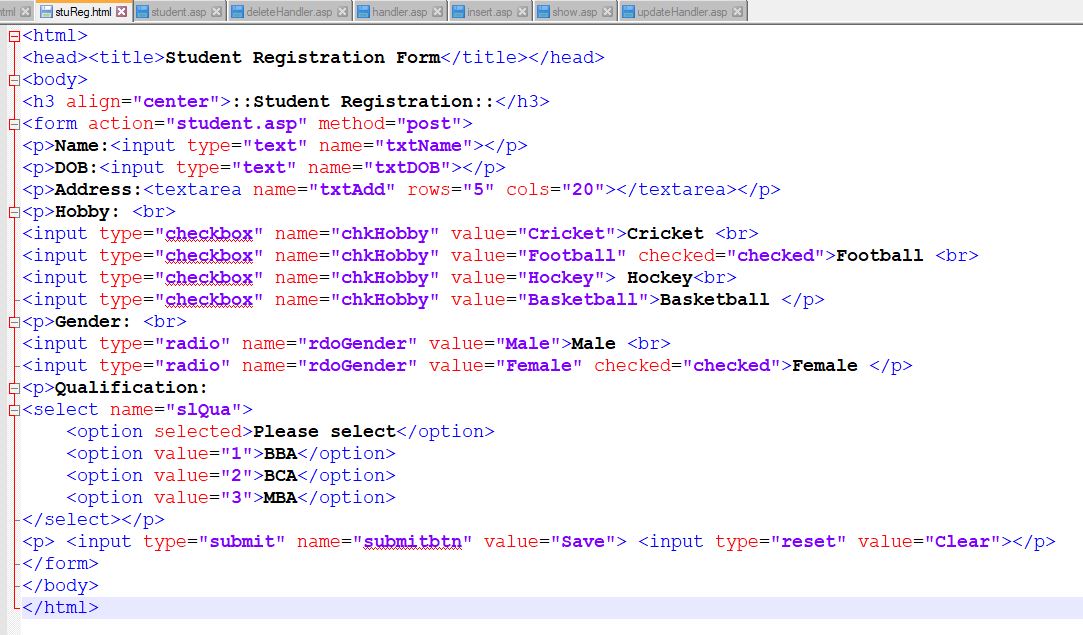 html
stuReg.html
student.asp
deleteHandler.asp
handler.asp
insert.asp
show.asp
updateHandler.asp
<html>
<head><title>Student Registration Form</title></head>
<body>
<h3 align="center">::Student Registration::</h3>
<form action="student.asp" method="post">
<p>Name:<input type="text" name="txtName"></p>
<p>DOB:<input type="text" name="txtDOB"></p>
<p>Address:<textarea name="txtAdd" rows="5" cols="20"></textarea></p>
<p>Hobby: <br>
<input type="checkbox" name="chkHobby" value="Cricket">Cricket <br>
<input type="checkbox" name="chkHobby" value="Football" checked="checked">Football <br>
<input type="checkbox" name="chkHobby" value="Hockey"> Hockey<br>
<input type="checkbox" name="chkHobby" value="Basketball">Basketball </p>
<p>Gender: <br>
<input type="radio" name="rdoGender" value="Male">Male <br>
<input type="radio" name="rdoGender" value="Female" checked="checked">Female </p>
<p>Qualification:
<select name="slQua">
    <option selected>Please select</option>
    <option value="1">BBA</option>
    <option value="2">BCA</option>
    <option value="3">MBA</option>
</select></p>
<p> <input type="submit" name="submitbtn" value="Save"> <input type="reset" value="Clear"></p>
</form>
</body>
</html>